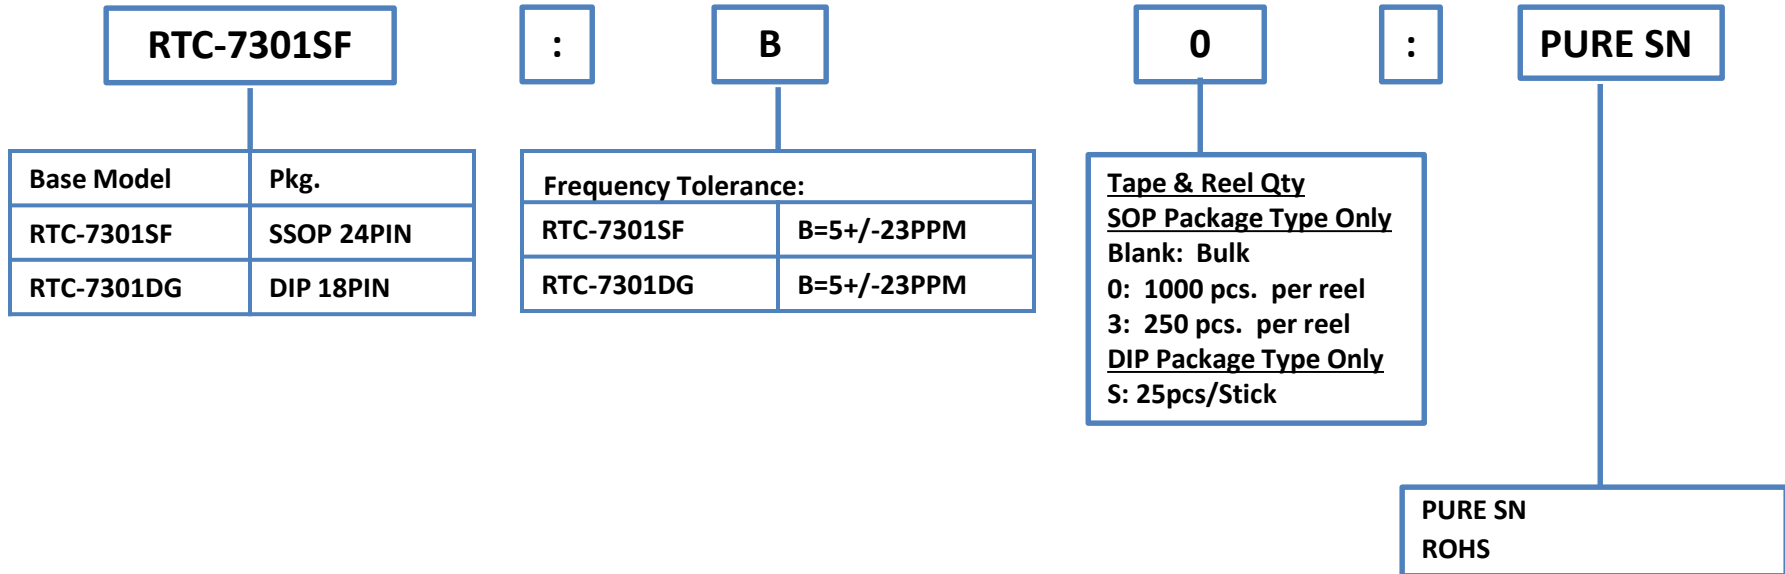 RTC-7301SF : B 0 : PURE SN
Base Model Pkg.
RTC-7301SF SSOP 24PIN
RTC-7301DG DIP 18PIN
Frequency Tolerance:
RTC-7301SF B=5+/-23PPM
RTC-7301DG B=5+/-23PPM
Tape & Reel Qty
SOP Package Type Only
Blank: Bulk
0: 1000 pcs. per reel
3: 250 pcs. per reel
DIP Package Type Only
S: 25pcs/Stick
PURE SN
ROHS